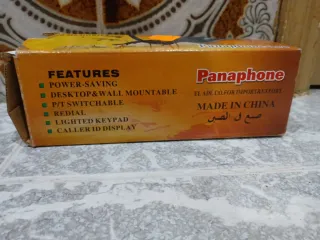 FEATURES
POWER-SAVING
DESKTOP&WALL MOUNTABLE
P/T SWITCHABLE
REDIAL
LIGHTED KEYPAD
CALLER ID DISPLAY
Panaphone
MADE IN CHINA
صنع في الصين